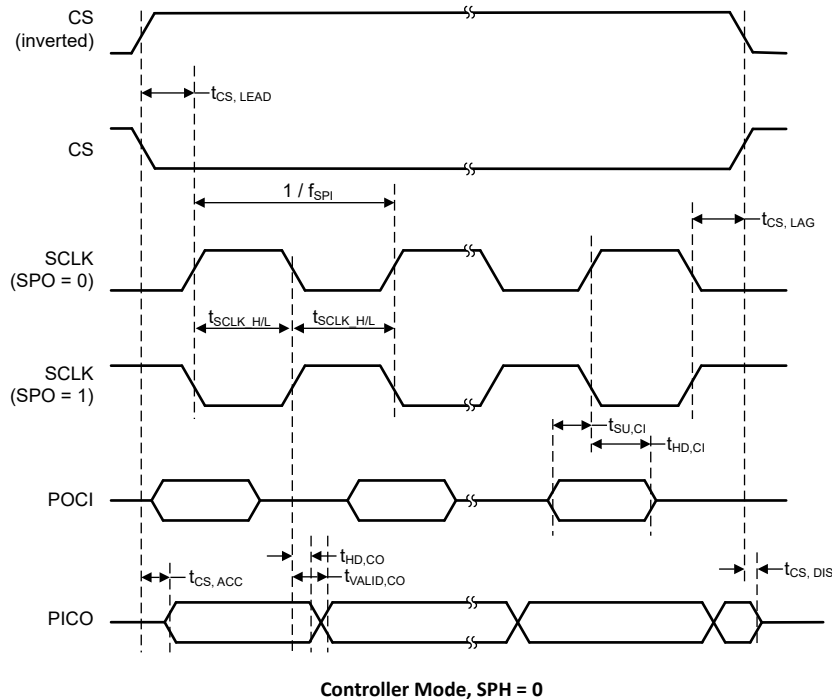 CS
(inverted)
tCS, LEAD
CS
1 / fSPI
tCS, LAG
SCLK
(SPO = 0)
tSCLK_H/L
tSCLK_H/L
SCLK
(SPO = 1)
tSU,CI
tHD,CI
POCI
tHD,CO
tVALID,CO
tCS, ACC
tCS, DIS
PICO
Controller Mode, SPH = 0